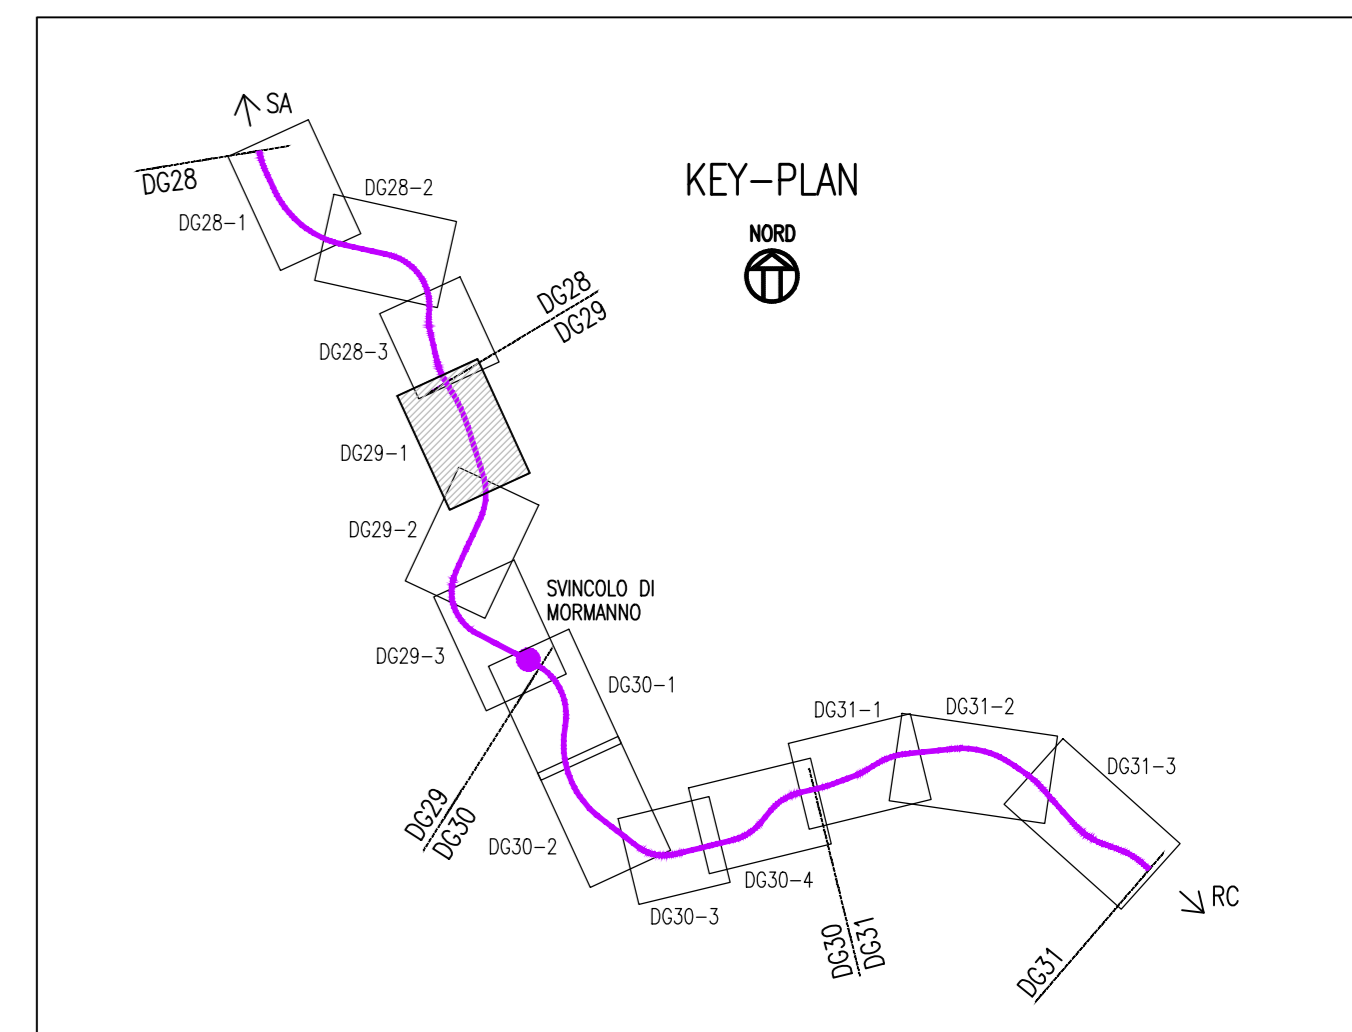 SA
DG28
DG28-1
DG28-2
KEY-PLAN
NORD
DG28
DG29
DG28-3
DG29-1
DG29-2
SVINCOLO DI
MORMANNO
DG29-3
DG30-1
DG29
DG30
DG30-2
DG30-3
DG30-4
DG31-1
DG31-2
DG31-3
DG30
DG31
RC
DG31